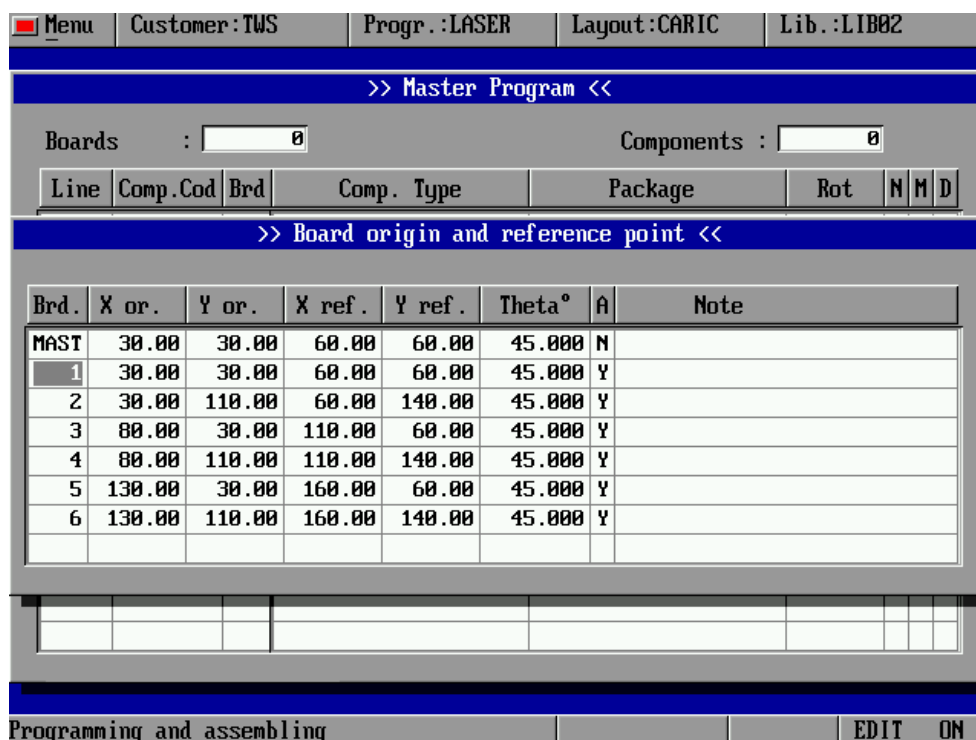 Menu Customer:TWS Progr.:LASER Layout:CARIC Lib.:LIB02
>> Master Program <<
Boards : 0 Components : 0
Line Comp.Cod Brd Comp. Type Package Rot N M D
>> Board origin and reference point <<
Brd. X or. Y or. X ref. Y ref. Theta° A Note
MAST 30.00 30.00 60.00 60.00 45.000 N
1 30.00 30.00 60.00 60.00 45.000 Y
2 30.00 110.00 60.00 140.00 45.000 Y
3 80.00 30.00 110.00 60.00 45.000 Y
4 80.00 110.00 110.00 140.00 45.000 Y
5 130.00 30.00 160.00 60.00 45.000 Y
6 130.00 110.00 160.00 140.00 45.000 Y
Programming and assembling EDIT ON